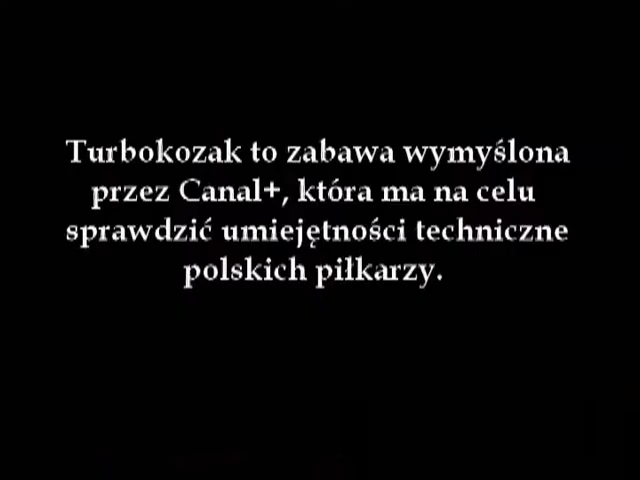 Turbokozak to zabawa wymyślona
przez Canal+, która ma na celu
sprawdzić umiejętności techniczne
polskich piłkarzy.